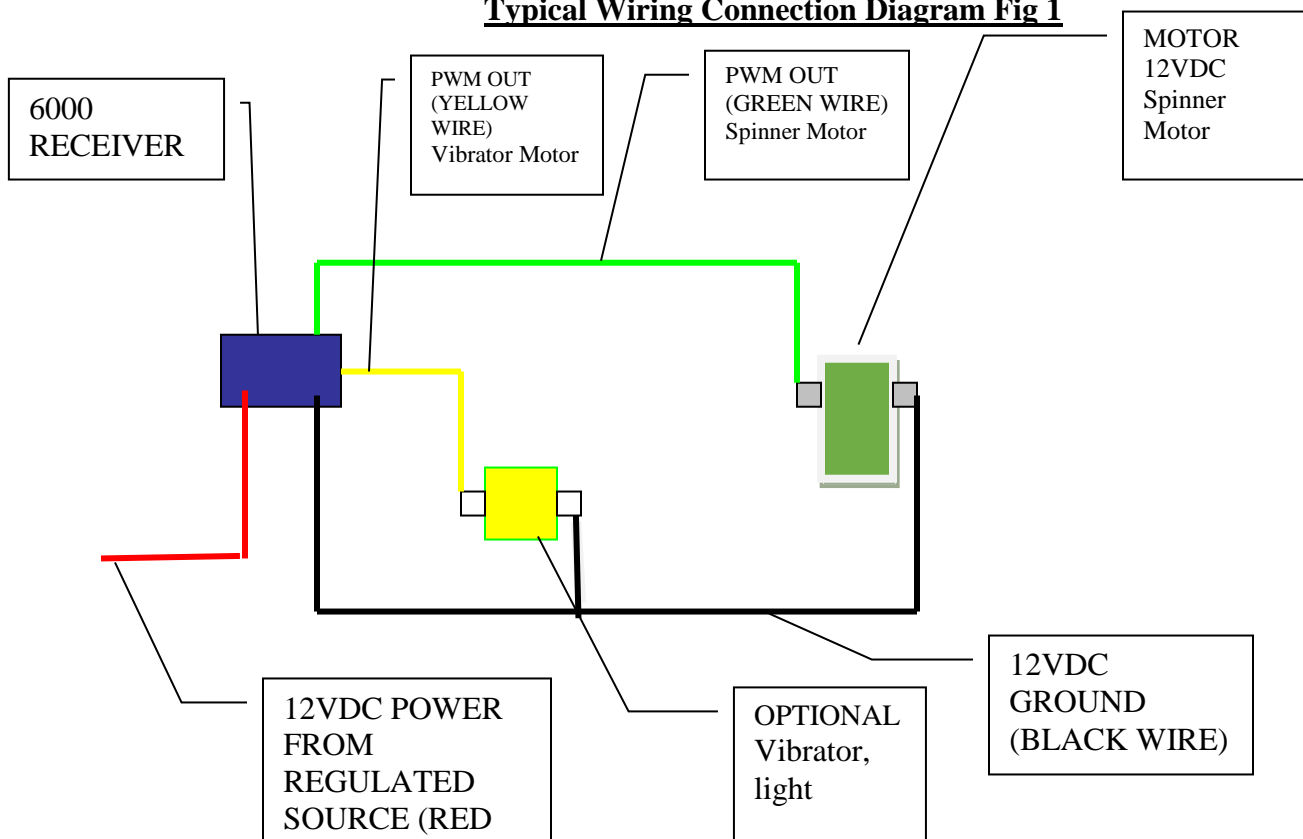 Typical Wiring Connection Diagram Fig 1
6000
RECEIVER
PWM OUT
(YELLOW
WIRE)
Vibrator Motor
PWM OUT
(GREEN WIRE)
Spinner Motor
MOTOR
12VDC
Spinner
Motor
12VDC POWER
FROM
REGULATED
SOURCE (RED
OPTIONAL
Vibrator,
light
12VDC
GROUND
(BLACK WIRE)